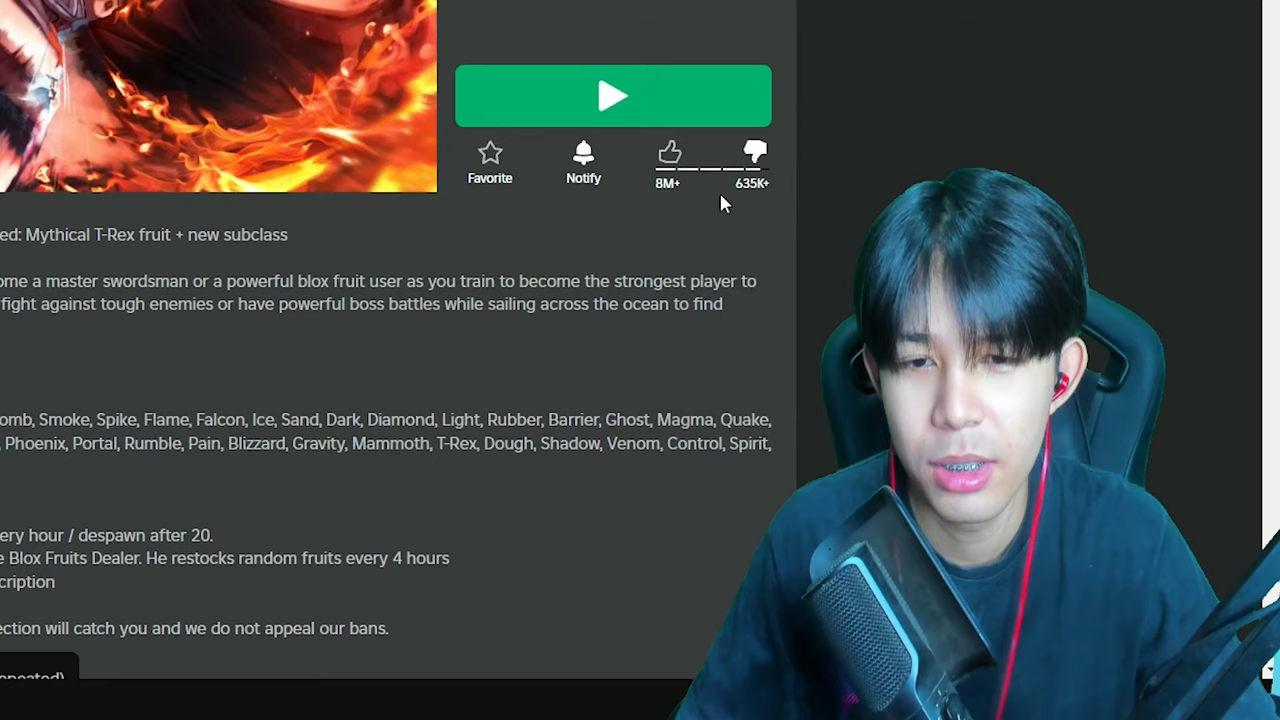 Favorite
Notify
8M+
635K+
ed: Mythical T-Rex fruit + new subclass
ome a master swordsman or a powerful blox fruit user as you train to become the strongest player to
fight against tough enemies or have powerful boss battles while sailing across the ocean to find
omb, Smoke, Spike, Flame, Falcon, Ice, Sand, Dark, Diamond, Light, Rubber, Barrier, Ghost, Magma, Quake,
, Phoenix, Portal, Rumble, Pain, Blizzard, Gravity, Mammoth, T-Rex, Dough, Shadow, Venom, Control, Spirit,
ery hour / despawn after 20.
e Blox Fruits Dealer. He restocks random fruits every 4 hours
cription
ection will catch you and we do not appeal our bans.